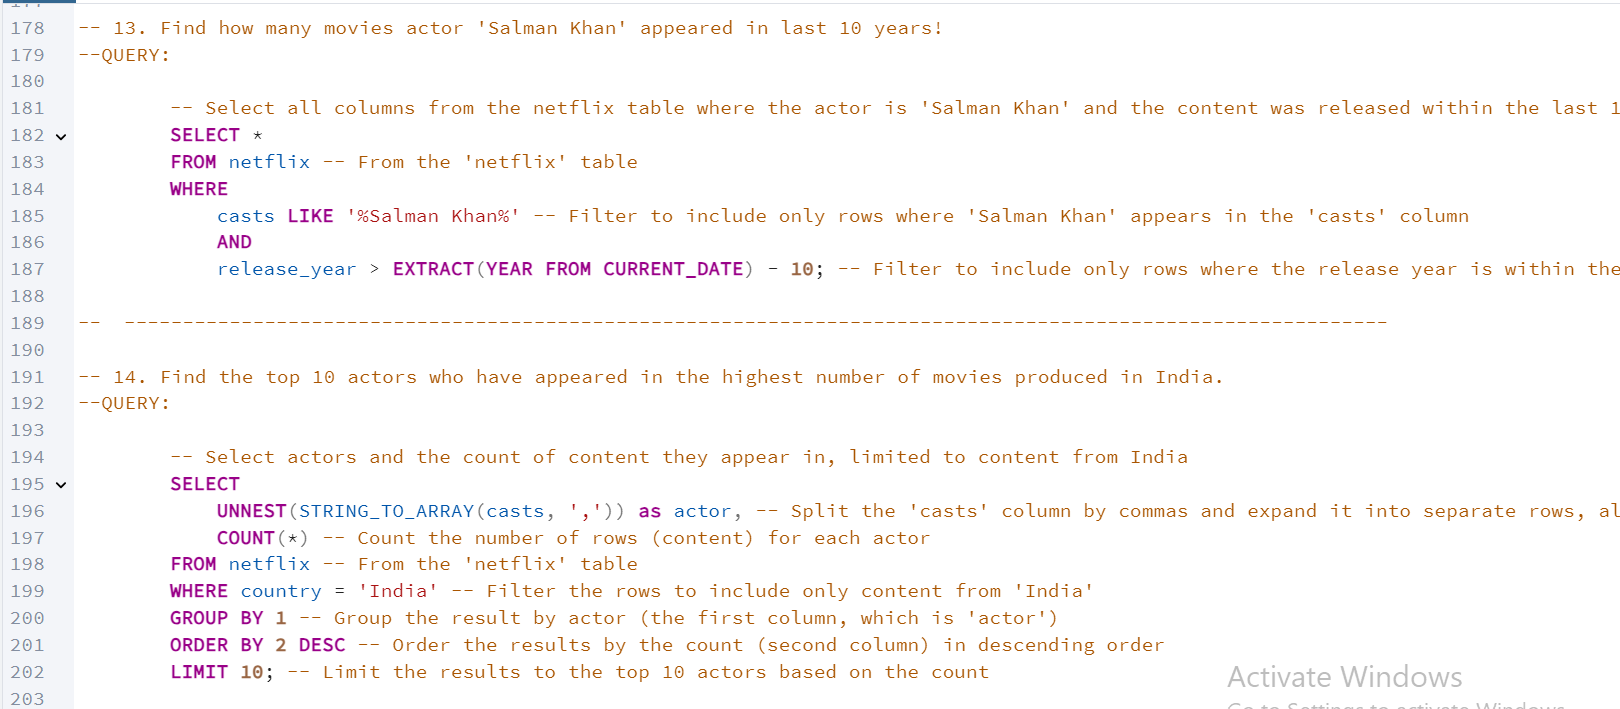 178 -- 13. Find how many movies actor 'Salman Khan' appeared in last 10 years!
179 --QUERY:
180
181 -- Select all columns from the netflix table where the actor is 'Salman Khan' and the content was released within the last 1
182 SELECT *
183 FROM netflix -- From the 'netflix' table
184 WHERE
185 casts LIKE '%Salman Khan%' -- Filter to include only rows where 'Salman Khan' appears in the 'casts' column
186 AND
187 release_year > EXTRACT(YEAR FROM CURRENT_DATE) - 10; -- Filter to include only rows where the release year is within the
188
189 -- ------------------------------------------------------------------------------------------------------------
190
191 -- 14. Find the top 10 actors who have appeared in the highest number of movies produced in India.
192 --QUERY:
193
194 -- Select actors and the count of content they appear in, limited to content from India
195 SELECT
196 UNNEST(STRING_TO_ARRAY(casts, ',')) as actor, -- Split the 'casts' column by commas and expand it into separate rows, al
197 COUNT(*) -- Count the number of rows (content) for each actor
198 FROM netflix -- From the 'netflix' table
199 WHERE country = 'India' -- Filter the rows to include only content from 'India'
200 GROUP BY 1 -- Group the result by actor (the first column, which is 'actor')
201 ORDER BY 2 DESC -- Order the results by the count (second column) in descending order
202 LIMIT 10; -- Limit the results to the top 10 actors based on the count
203
Activate Windows